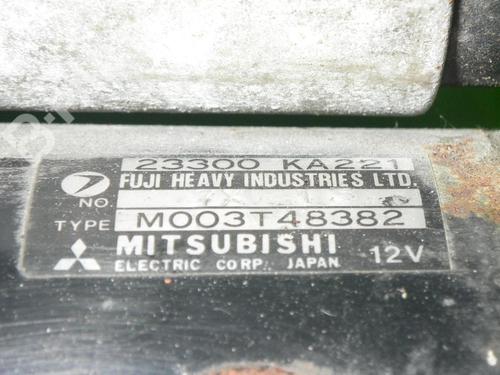 23300 KA221
FUJI HEAVY INDUSTRIES LTD.
NO.
TYPE M003T48382
MITSUBISHI 12V
ELECTRIC CORP. JAPAN